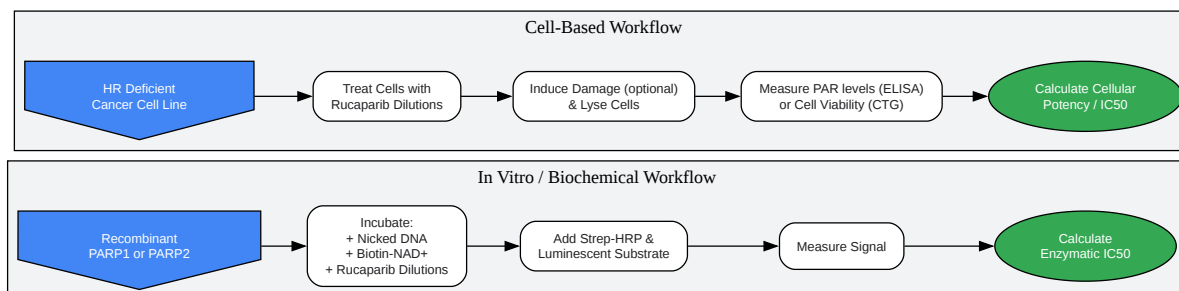 Cell-Based Workflow
HR Deficient
Cancer Cell Line
Treat Cells with
Rucaparib Dilutions
Induce Damage (optional)
& Lyse Cells
Measure PAR levels (ELISA)
or Cell Viability (CTG)
Calculate Cellular
Potency / IC50
In Vitro / Biochemical Workflow
Recombinant
PARP1 or PARP2
Incubate:
+ Nicked DNA
+ Biotin-NAD+
+ Rucaparib Dilutions
Add Strep-HRP &
Luminescent Substrate
Measure Signal
Calculate
Enzymatic IC50